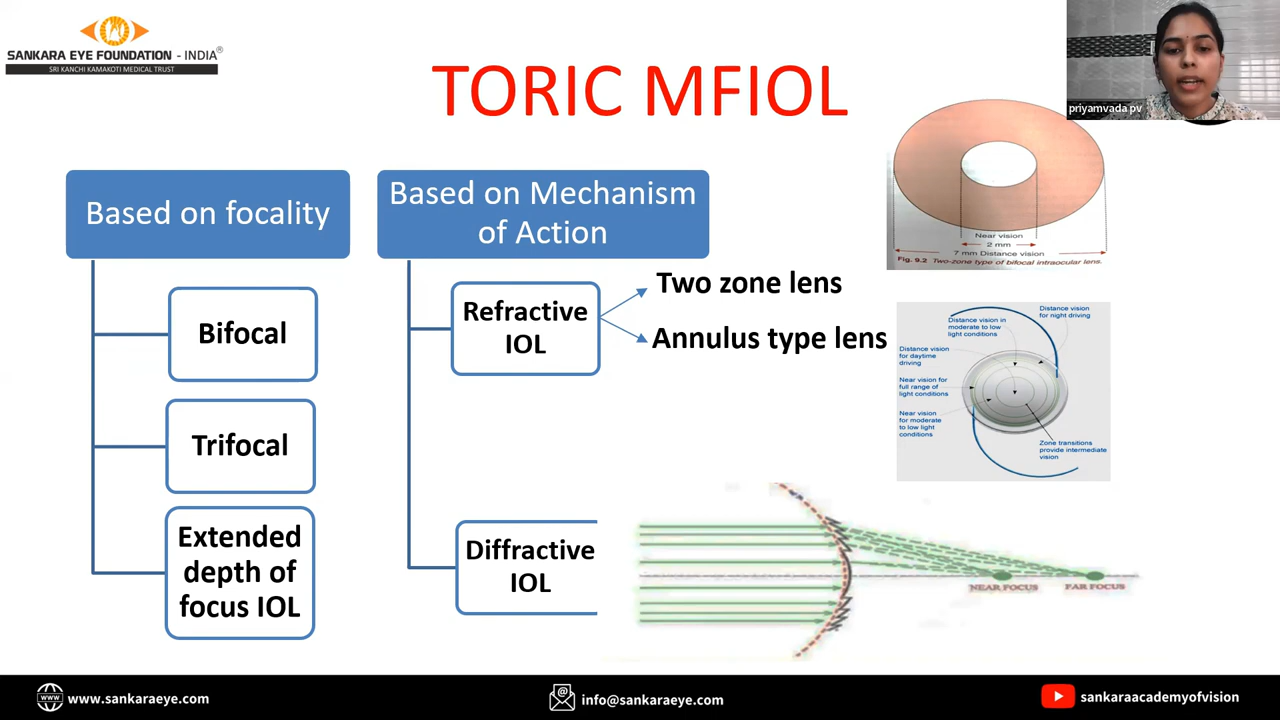 SANKARA EYE FOUNDATION - INDIA®
SRI KANCHI KAMAKOTI MEDICAL TRUST
TORIC MFIOL
priyamvada pv
Based on focality
Bifocal
Trifocal
Extended
depth of
focus IOL
Based on Mechanism
of Action
Refractive
IOL
Two zone lens
Annulus type lens
Diffractive
IOL
Near vision
2 mm
7 mm Distance vision
Fig. 9.2 Two-zone type of bifocal intraocular lens.
Distance vision
for night driving
Distance vision in
moderate to low
light conditions
Distance vision
for daytime
driving
Near vision for
full range of
light conditions
Near vision
for moderate
to low light
conditions
Zone transitions
provide intermediate
vision
NEAR FOCUS
FAR FOCUS
www.sankaraeye.com
info@sankaraeye.com
sankaraacademyofvision